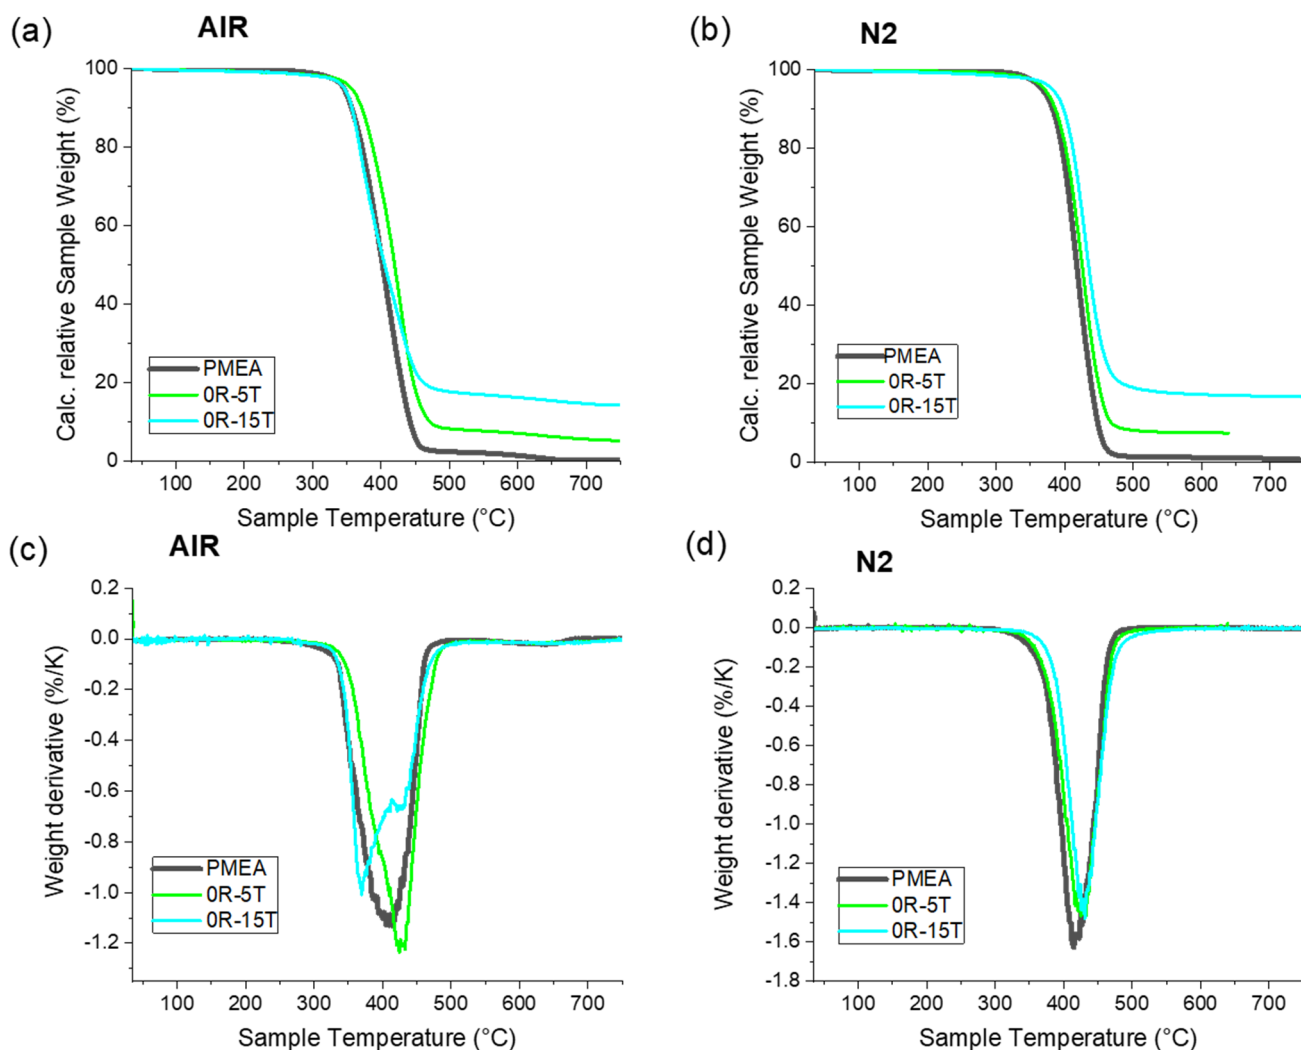 (a) AIR
Calc. relative Sample Weight (%)
100
80
60
40
20
0
PMEA
0R-5T
0R-15T
100 200 300 400 500 600 700
Sample Temperature (°C)
(b) N2
Calc. relative Sample Weight (%)
100
80
60
40
20
0
PMEA
0R-5T
0R-15T
100 200 300 400 500 600 700
Sample Temperature (°C)
(c) AIR
Weight derivative (%/K)
0.2
0.0
-0.2
-0.4
-0.6
-0.8
-1.0
-1.2
PMEA
0R-5T
0R-15T
100 200 300 400 500 600 700
Sample Temperature (°C)
(d) N2
Weight derivative (%/K)
0.2
0.0
-0.2
-0.4
-0.6
-0.8
-1.0
-1.2
-1.4
-1.6
-1.8
PMEA
0R-5T
0R-15T
100 200 300 400 500 600 700
Sample Temperature (°C)